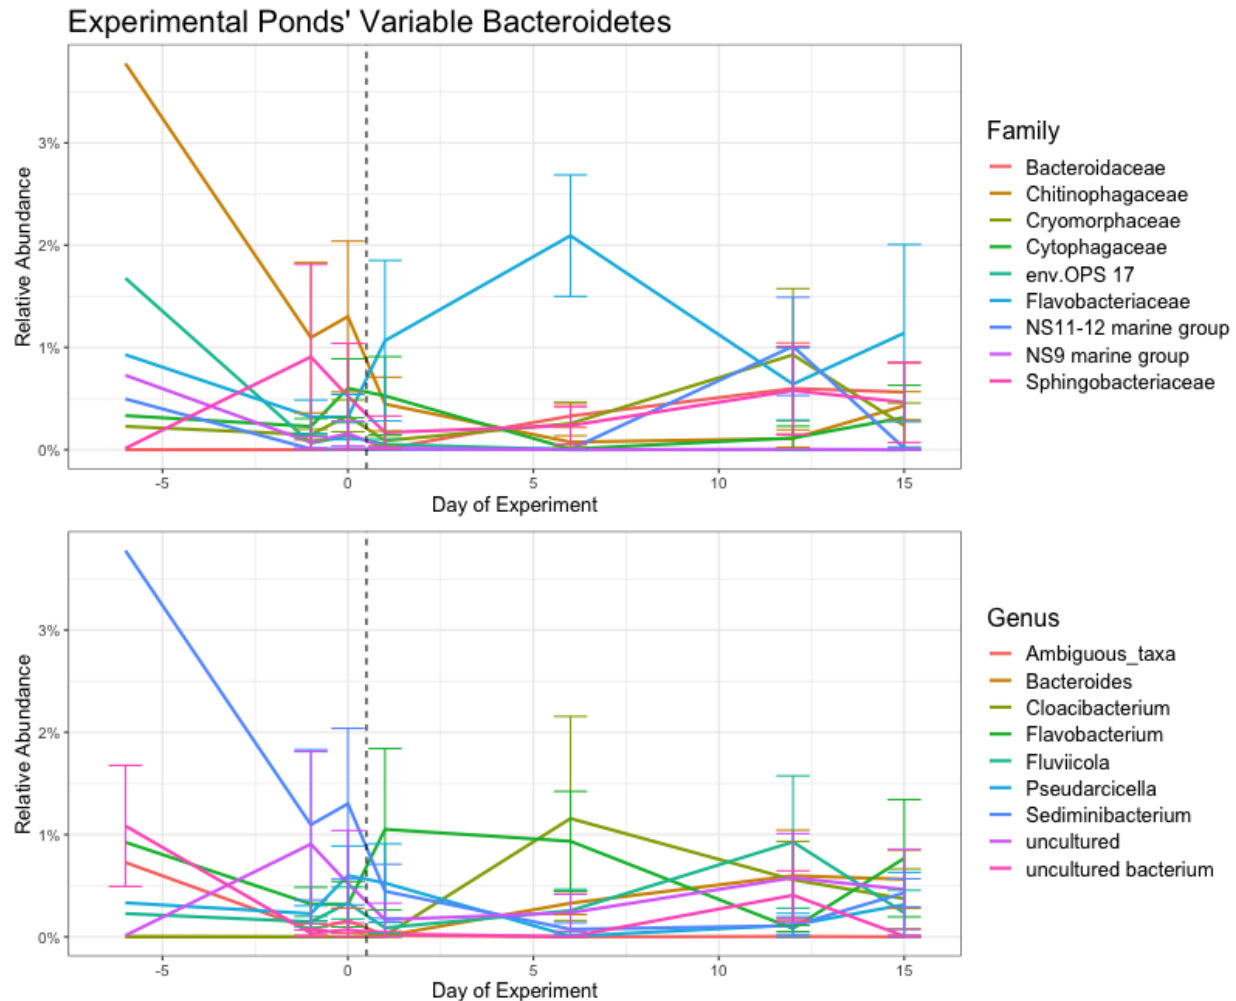 Experimental Ponds' Variable Bacteroidetes
3%
2%
1%
0%
Relative Abundance
-5
0
5
10
15
Day of Experiment
Family
Bacteroidaceae
Chitinophagaceae
Cryomorphaceae
Cytophagaceae
env.OPS 17
Flavobacteriaceae
NS11-12 marine group
NS9 marine group
Sphingobacteriaceae
3%
2%
1%
0%
Relative Abundance
-5
0
5
10
15
Day of Experiment
Genus
Ambiguous_taxa
Bacteroides
Cloacibacterium
Flavobacterium
Fluviicola
Pseudarcicella
Sediminibacterium
uncultured
uncultured bacterium